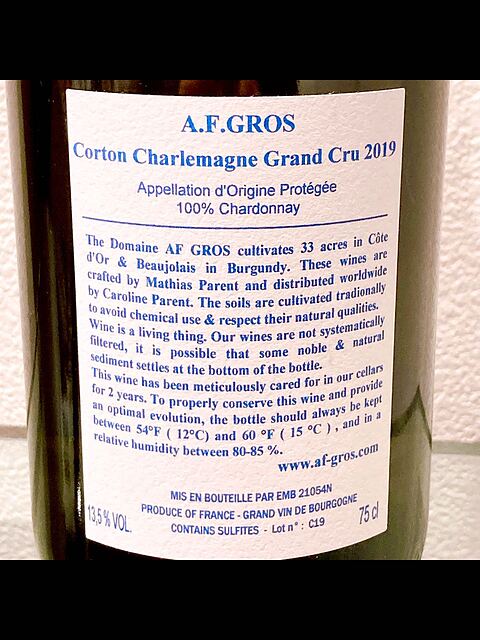 A.F.GROS
Corton Charlemagne Grand Cru 2019
Appellation d'Origine Protégée
100% Chardonnay
The Domaine AF GROS cultivates 33 acres in Côte
d'Or & Beaujolais in Burgundy. These wines are
crafted by Mathias Parent and distributed worldwide
by Caroline Parent. The soils are cultivated tradionally
to avoid chemical use & respect their natural qualities.
Wine is a living thing. Our wines are not systematically
filtered, it is possible that some noble & natural
sediment settles at the bottom of the bottle.
This wine has been meticulously cared for in our cellars
for 2 years. To properly conserve this wine and provide
an optimal evolution, the bottle should always be kept
between 54°F ( 12°C) and 60 °F ( 15 °C ) , and in a
relative humidity between 80-85 %.
www.af-gros.com
MIS EN BOUTEILLE PAR EMB 21054N
PRODUCE OF FRANCE - GRAND VIN DE BOURGOGNE
13,5 % VOL. CONTAINS SULFITES - Lot n° : C19 75 cl